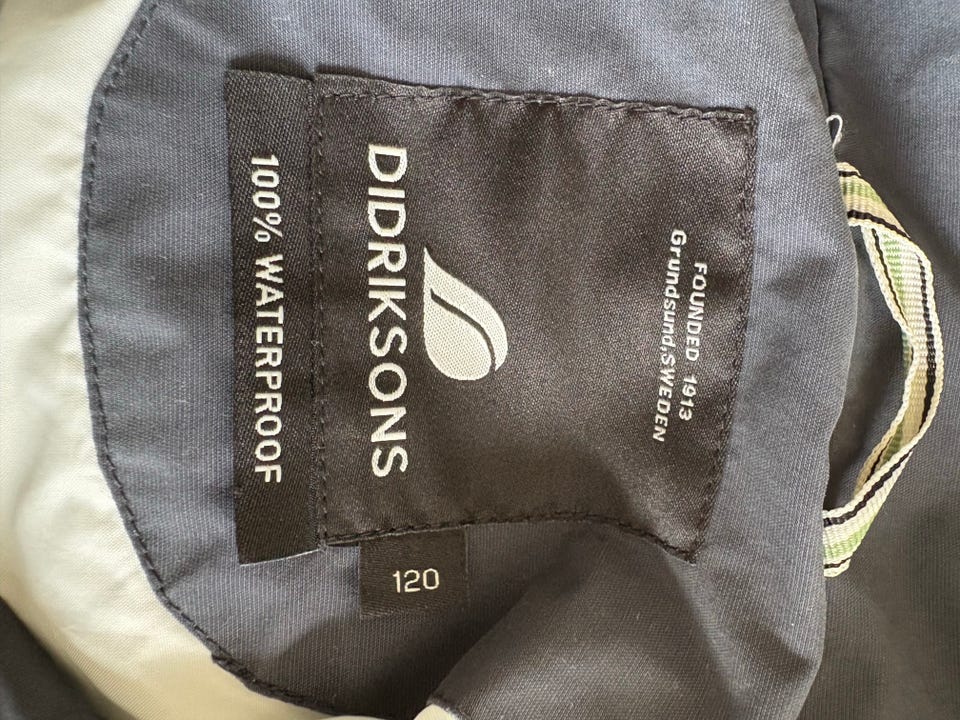 FOUNDED 1913
Grundsund, SWEDEN
DIDRIKSONS
100% WATERPROOF
120